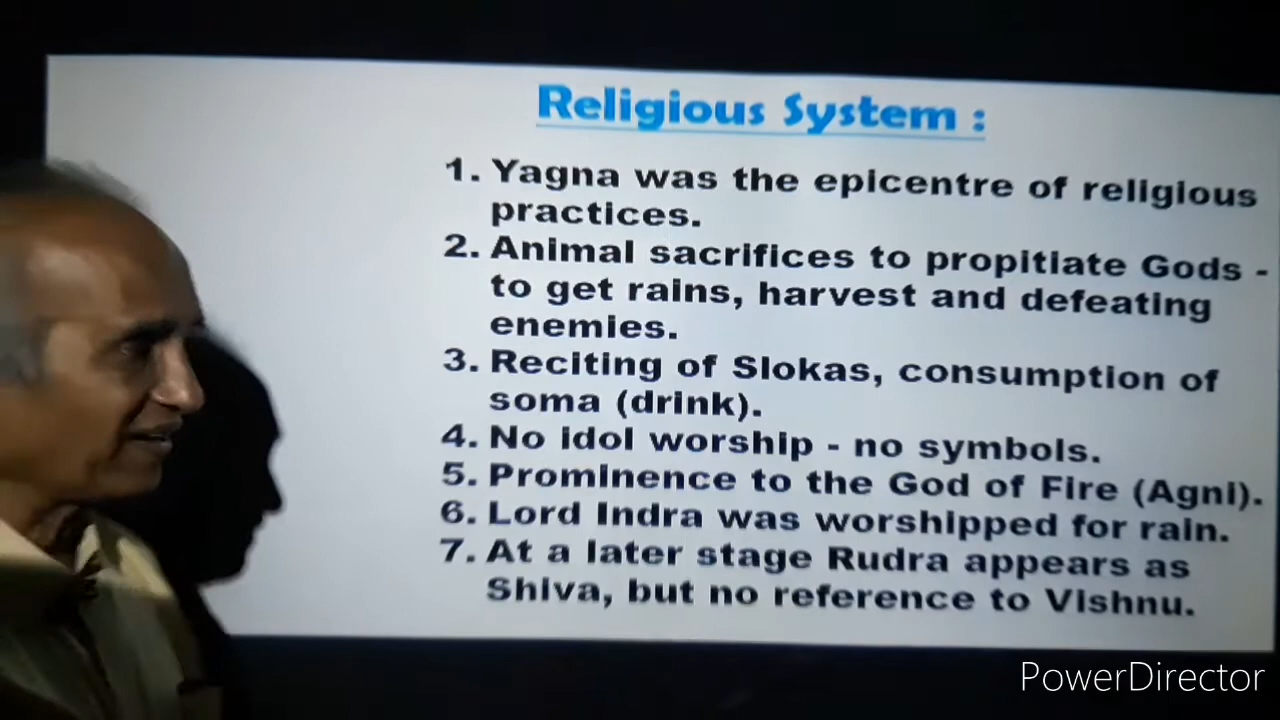 Religious System :
1. Yagna was the epicentre of religious
practices.
2. Animal sacrifices to propitiate Gods -
to get rains, harvest and defeating
enemies.
3. Reciting of Slokas, consumption of
soma (drink).
4. No idol worship - no symbols.
5. Prominence to the God of Fire (Agni).
6. Lord Indra was worshipped for rain.
7. At a later stage Rudra appears as
Shiva, but no reference to Vishnu.
PowerDirector